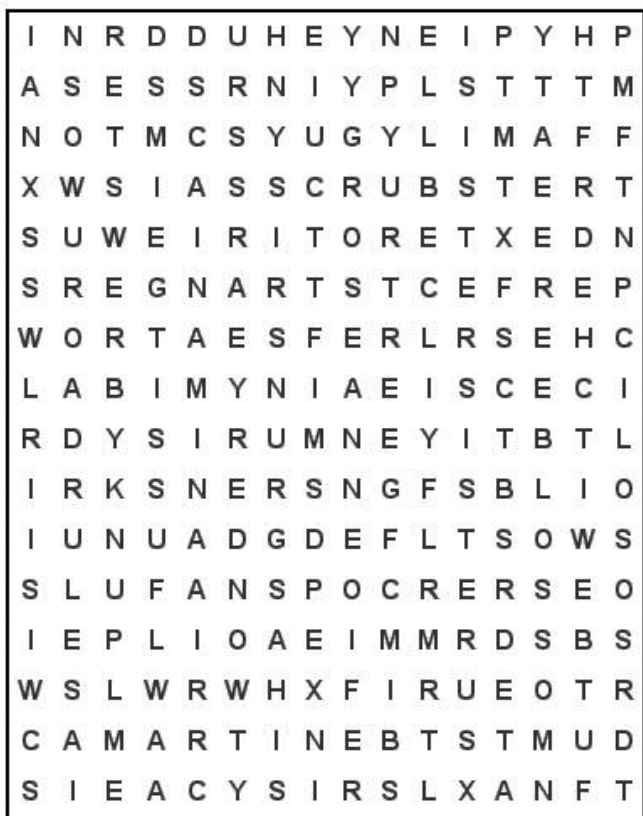 I N R D D U H E Y N E I P Y H P
A S E S S R N I Y P L S T T T M
N O T M C S Y U G Y L I M A F F
X W S I A S S C R U B S T E R T
S U W E I R I T O R E T X E D N
S R E G N A R T S T C E F R E P
W O R T A E S F E R L R S E H C
L A B I M Y N I A E I S C E C I
R D Y S I R U M N E Y I T B T L
I R K S N E R S N G F S B L I O
I U N U A D G D E F L T S O W S
S L U F A N S P O C R E R S E O
I E P L I O A E I M M R D S B S
W S L W R W H X F I R U E O T R
C A M A R T I N E B T S T M U D
S I E A C Y S I R S L X A N F T